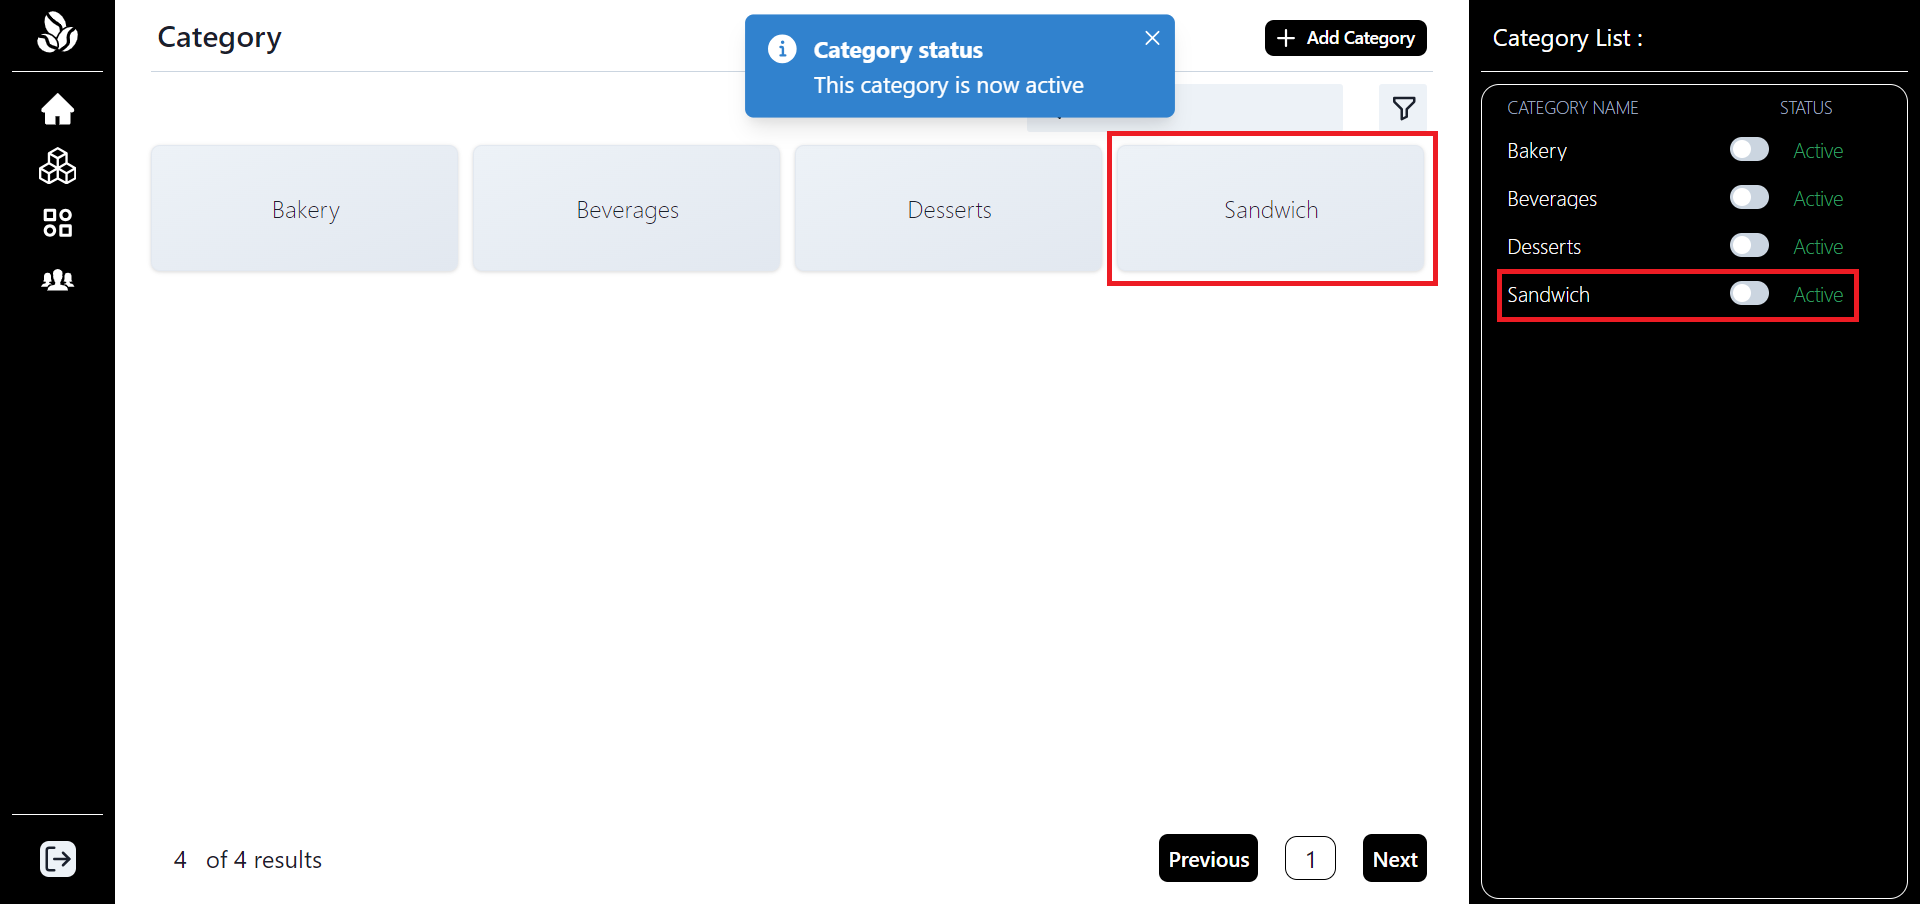 Category
Category status
This category is now active
Add Category
Bakery
Beverages
Desserts
Sandwich
4 of 4 results
Previous
1
Next
Category List :
CATEGORY NAME STATUS
Bakery Active
Beverages Active
Desserts Active
Sandwich Active